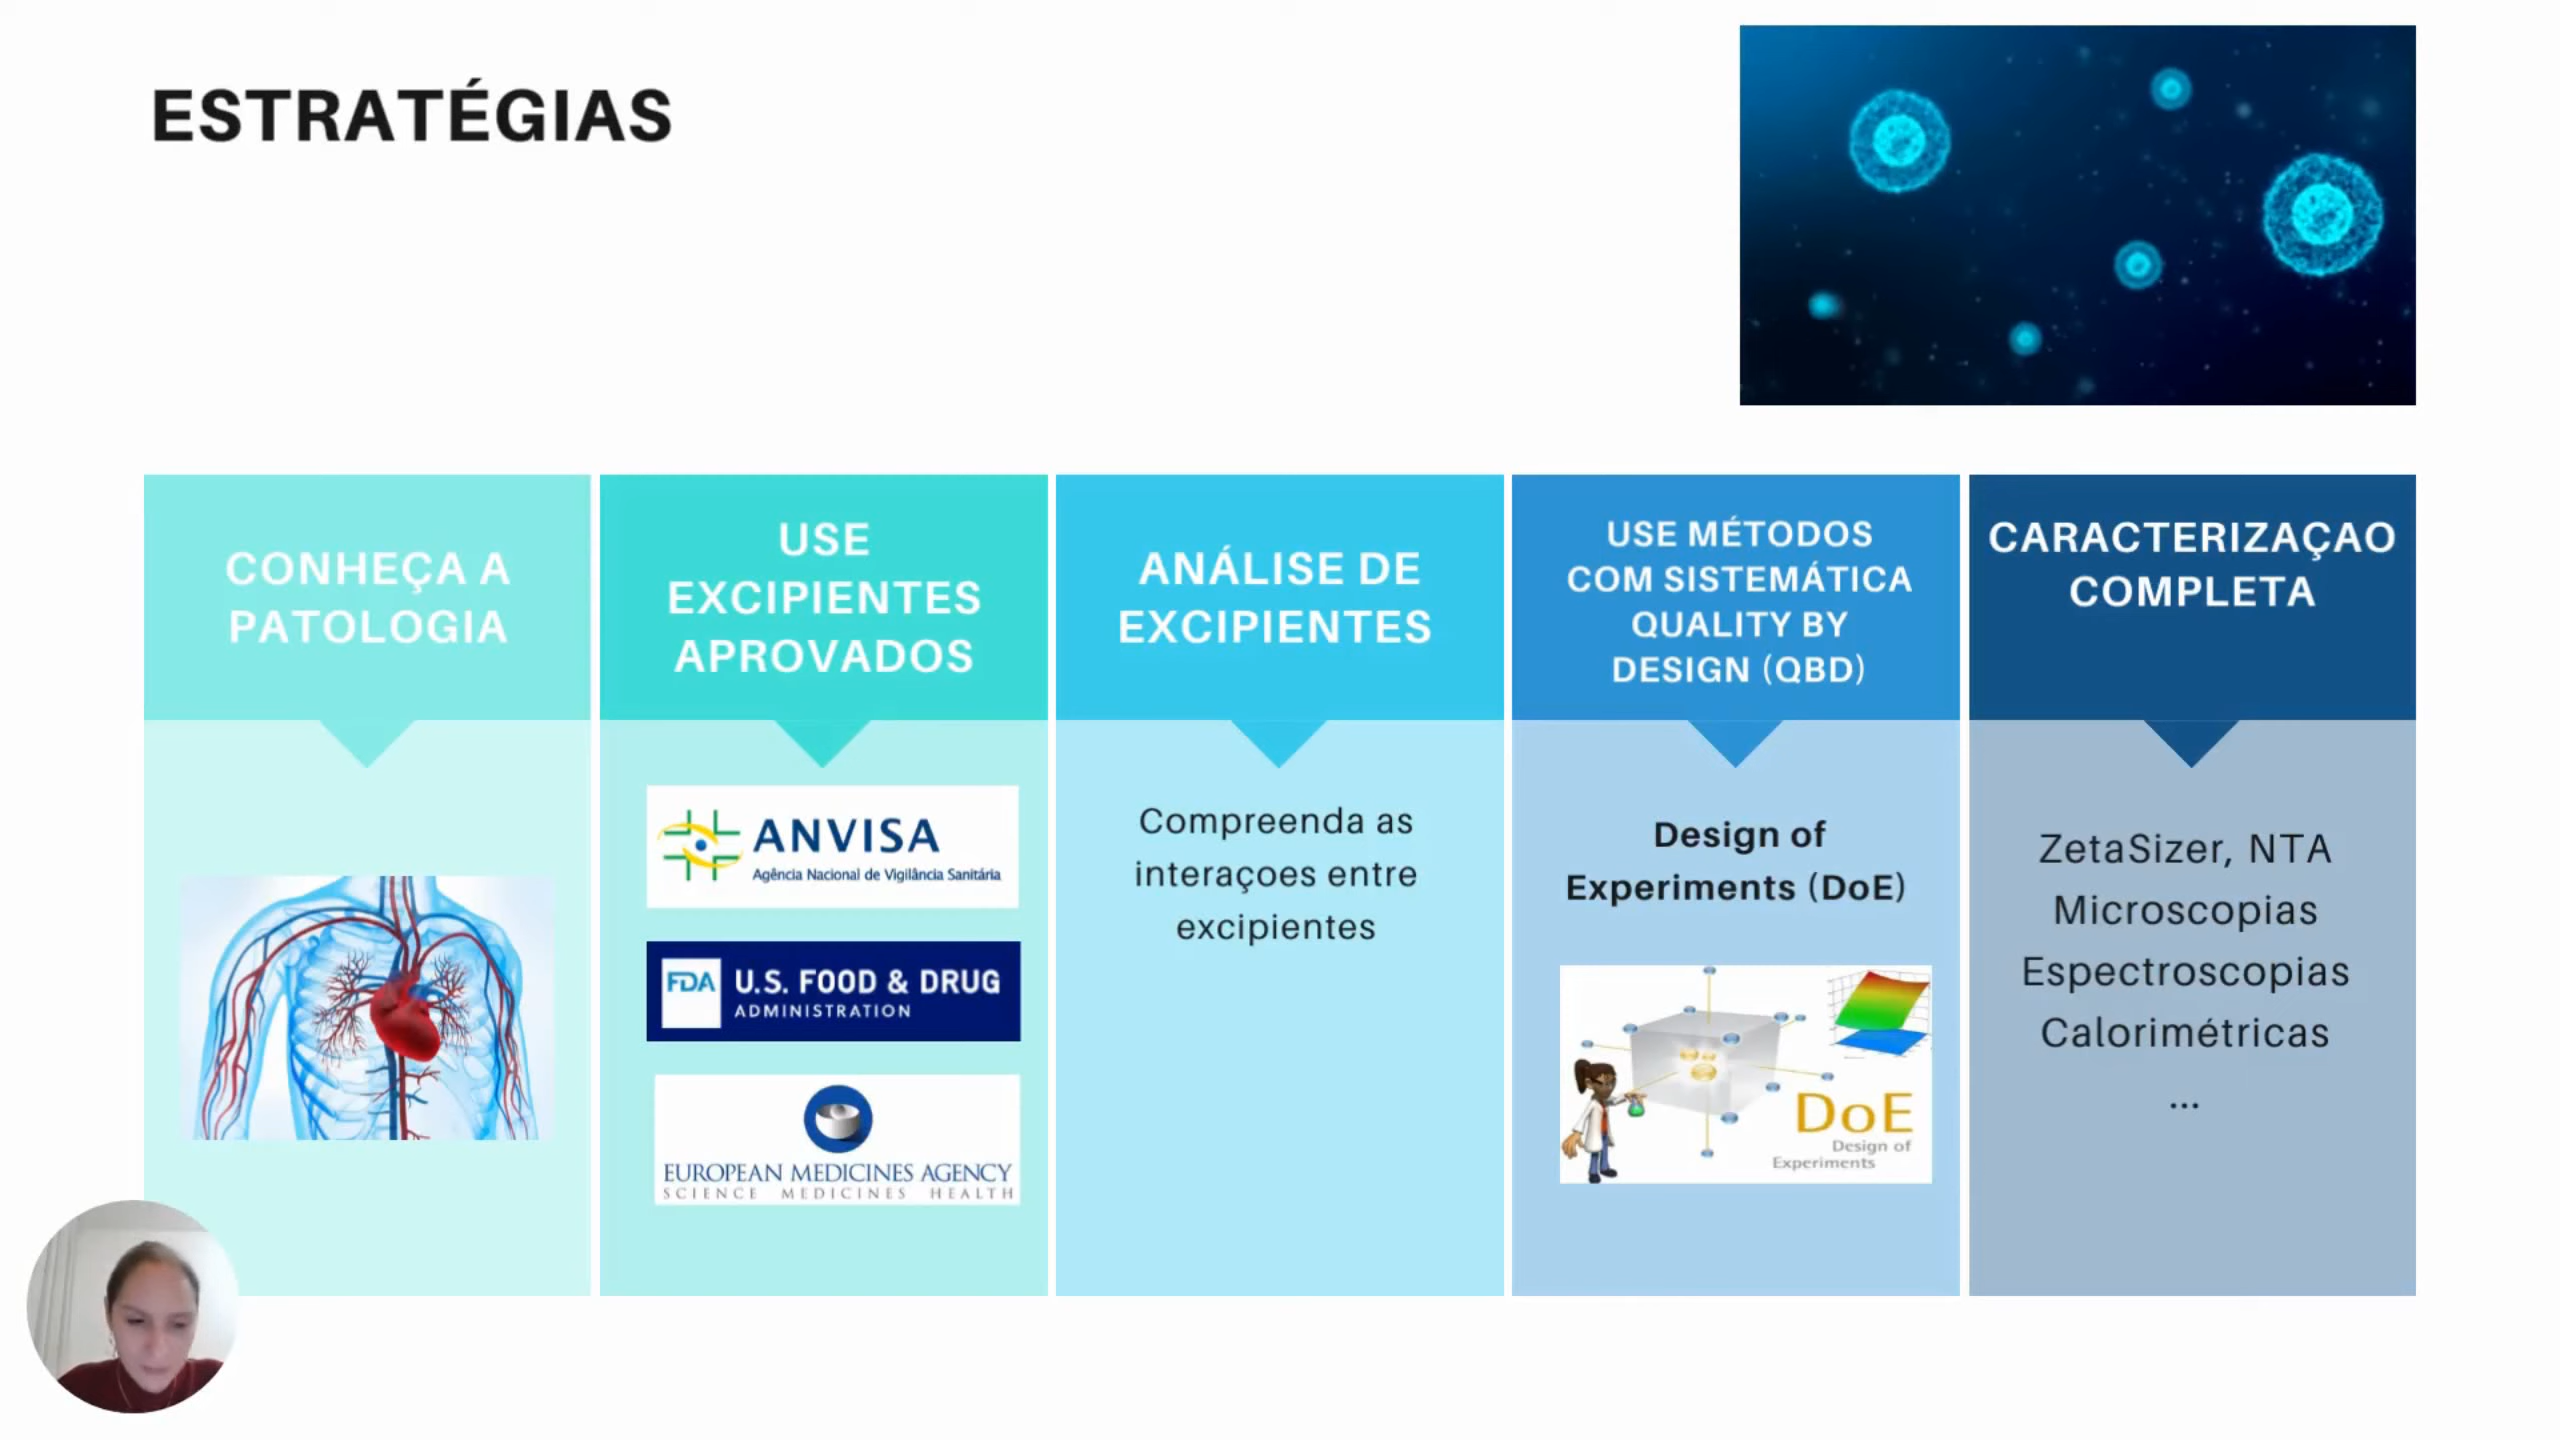 ESTRATÉGIAS
CONHEÇA A
PATOLOGIA
USE
EXCIPIENTES
APROVADOS
ANVISA
Agência Nacional de Vigilância Sanitária
FDA
U.S. FOOD & DRUG
ADMINISTRATION
EUROPEAN MEDICINES AGENCY
SCIENCE MEDICINES HEALTH
ANÁLISE DE
EXCIPIENTES
Compreenda as
interaçoes entre
excipientes
USE MÉTODOS
COM SISTEMÁTICA
QUALITY BY
DESIGN (QBD)
Design of
Experiments (DoE)
DoE
Design of
Experiments
CARACTERIZAÇAO
COMPLETA
ZetaSizer, NTA
Microscopias
Espectroscopias
Calorimétricas
...